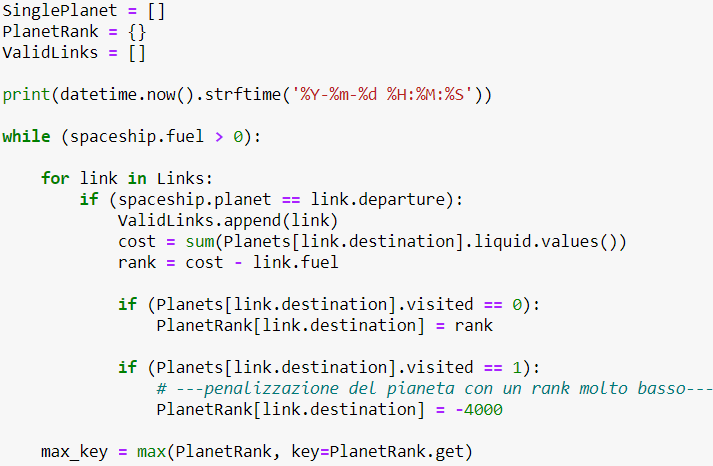 SinglePlanet = []
PlanetRank = {}
ValidLinks = []
print(datetime.now().strftime('%Y-%m-%d %H:%M:%S'))
while (spaceship.fuel > 0):
for link in Links:
if (spaceship.planet == link.departure):
ValidLinks.append(link)
cost = sum(Planets[link.destination].liquid.values())
rank = cost - link.fuel
if (Planets[link.destination].visited == 0):
PlanetRank[link.destination] = rank
if (Planets[link.destination].visited == 1):
# ---penalizzazione del pianeta con un rank molto basso---
PlanetRank[link.destination] = -4000
max_key = max(PlanetRank, key=PlanetRank.get)